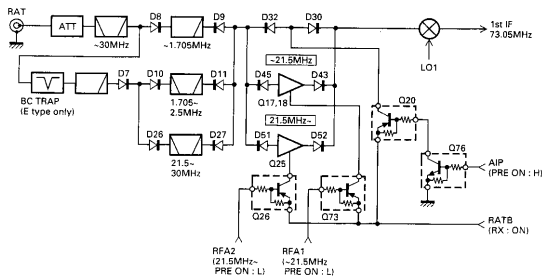 RAT
ATT
~30MHz
D8
~1.705MHz
D9
D32
D30
1st IF
73.05MHz
LO1
BC TRAP
(E type only)
D7
D10
1.705~
2.5MHz
D11
D26
21.5~
30MHz
D27
~21.5MHz
D45
D43
Q17,18
21.5MHz~
D51
D52
Q25
Q20
Q76
AIP
(PRE ON : H)
Q26
Q73
RATB
(RX : ON)
RFA2
(21.5MHz~
PRE ON : L)
RFA1
(~21.5MHz
PRE ON : L)